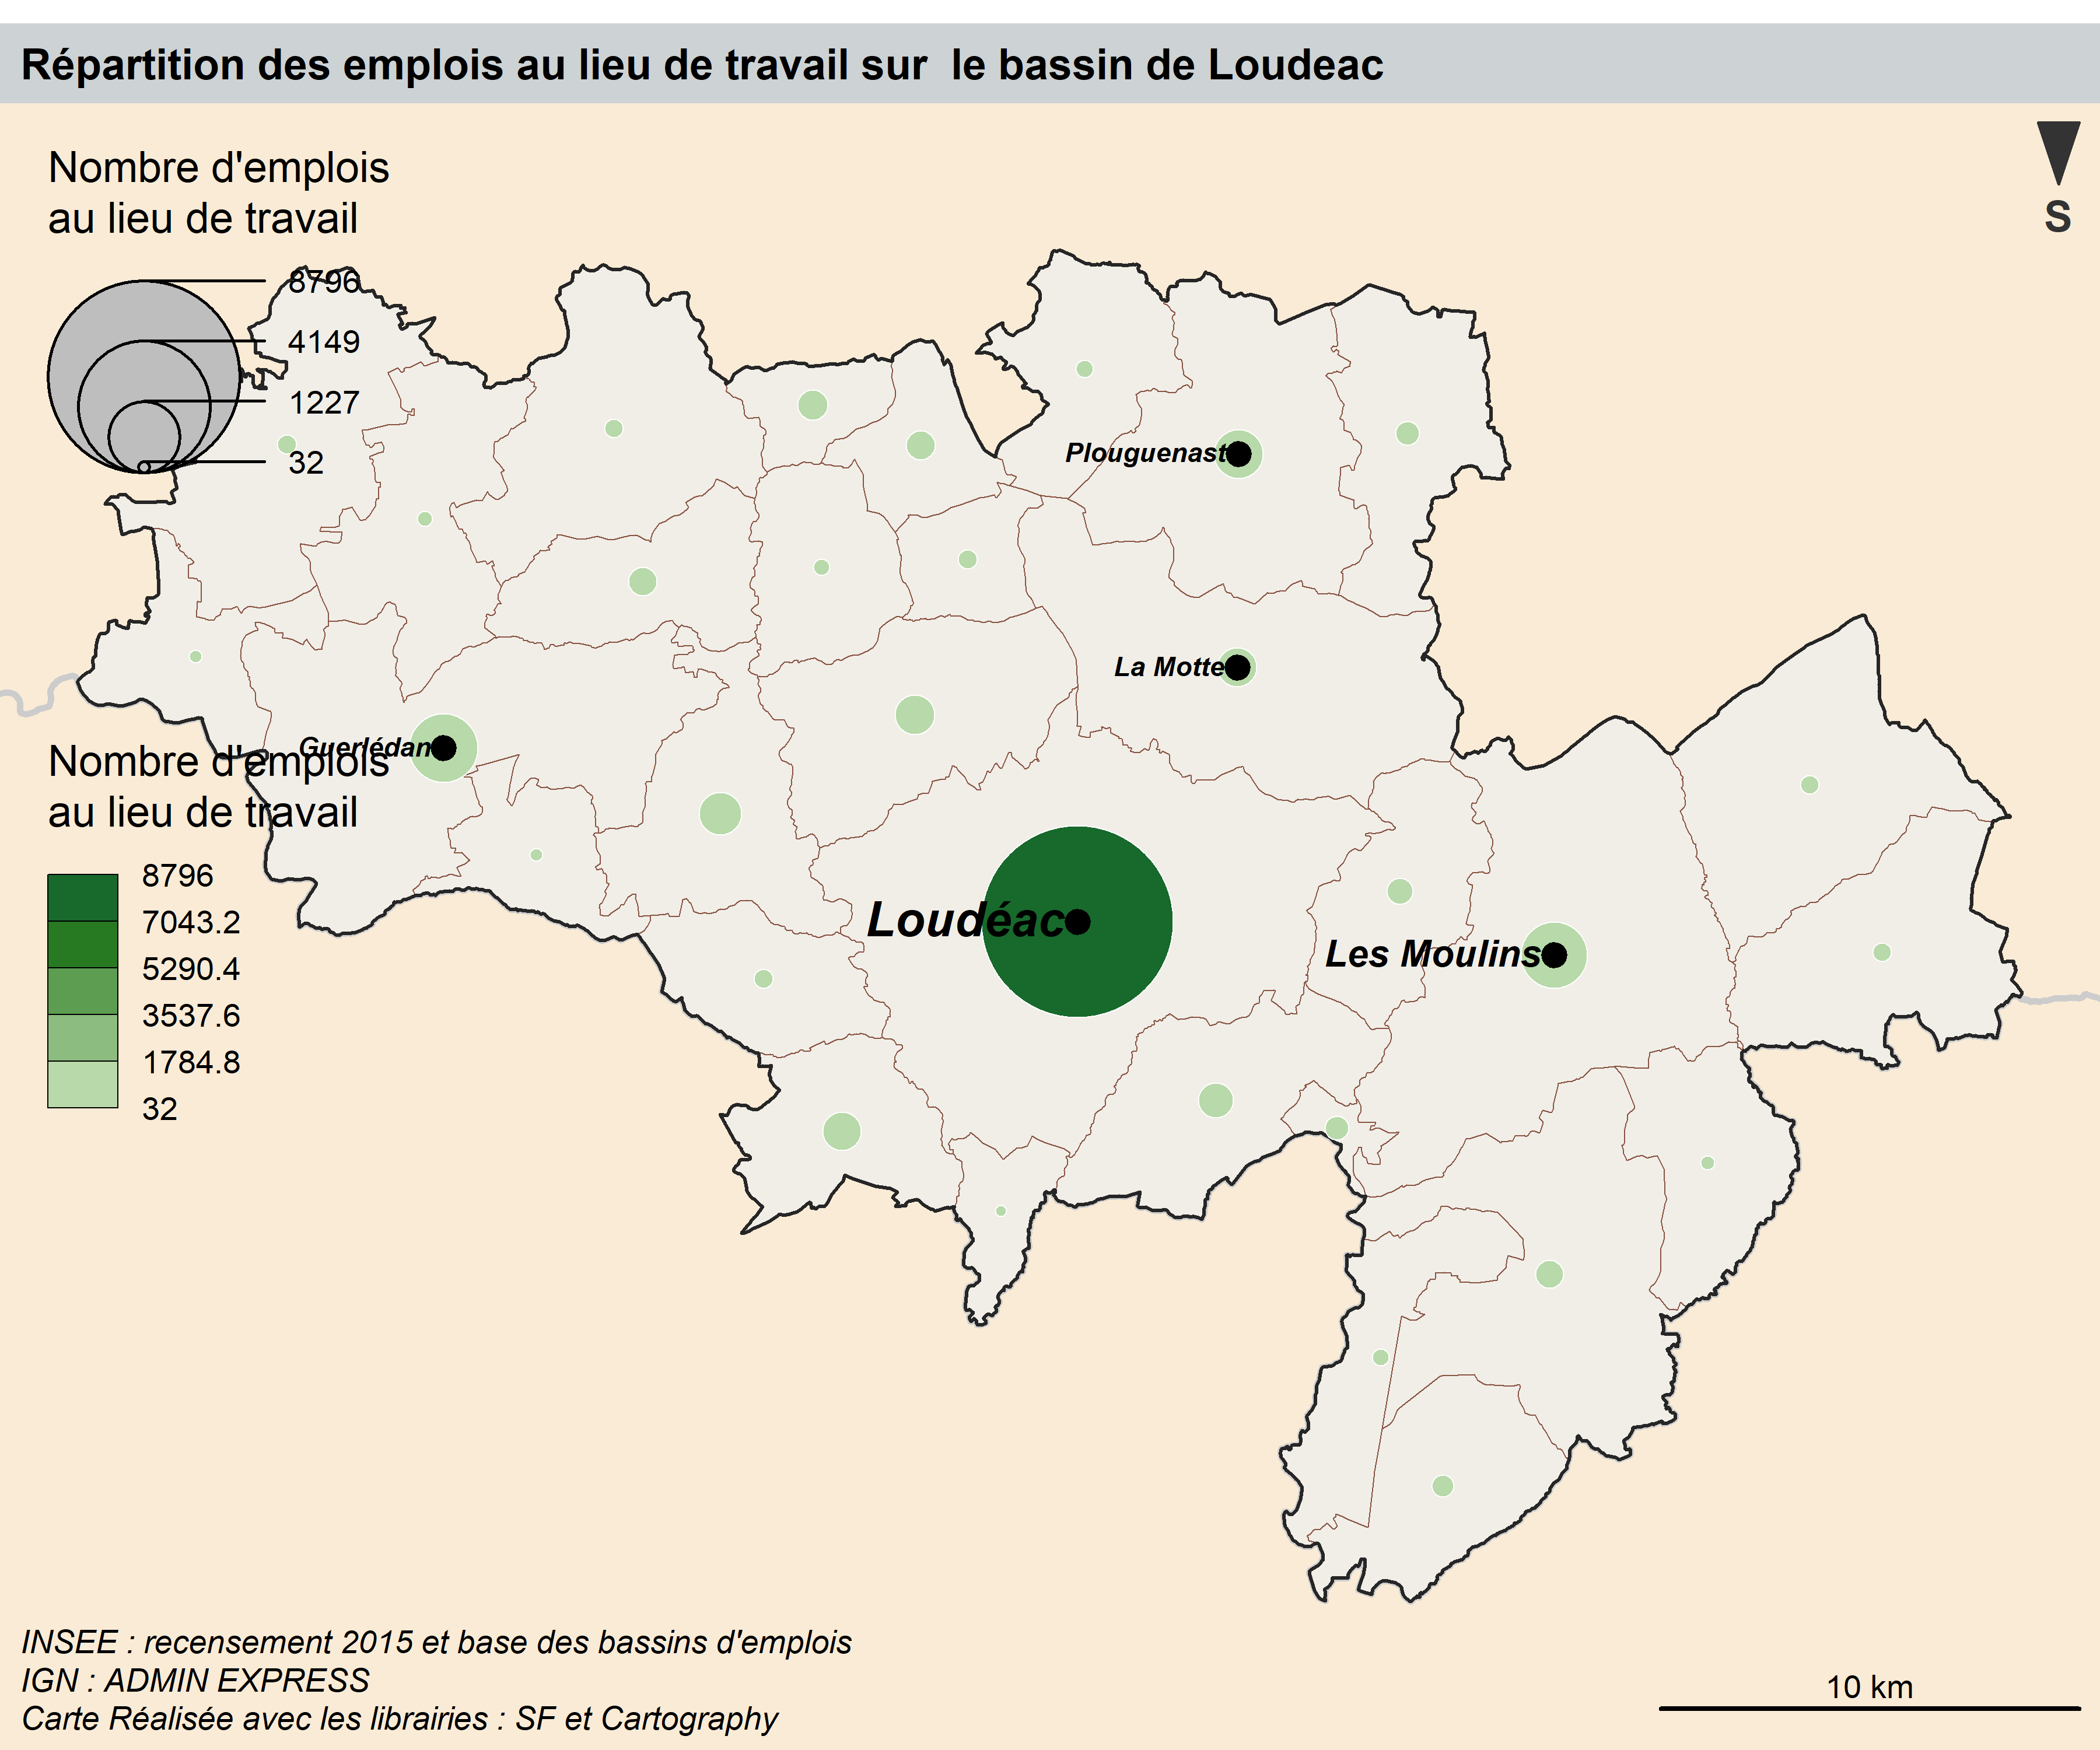 Répartition des emplois au lieu de travail sur  le bassin de Loudeac
S
Nombre d'emplois
au lieu de travail
8796
4149
1227
32
Plouguenast
La Motte
Guerlédan
Loudéac
Les Moulins
Nombre d'emplois
au lieu de travail
8796
7043.2
5290.4
3537.6
1784.8
32
INSEE : recensement 2015 et base des bassins d'emplois
IGN : ADMIN EXPRESS
Carte Réalisée avec les librairies : SF et Cartography
10 km